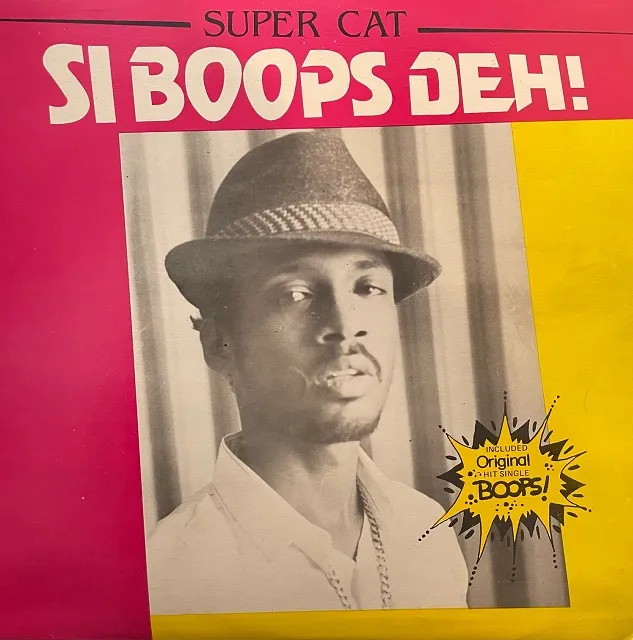 SUPER CAT
SI BOOPS DEH!
INCLUDED
Original
HIT SINGLE
BOOPS!